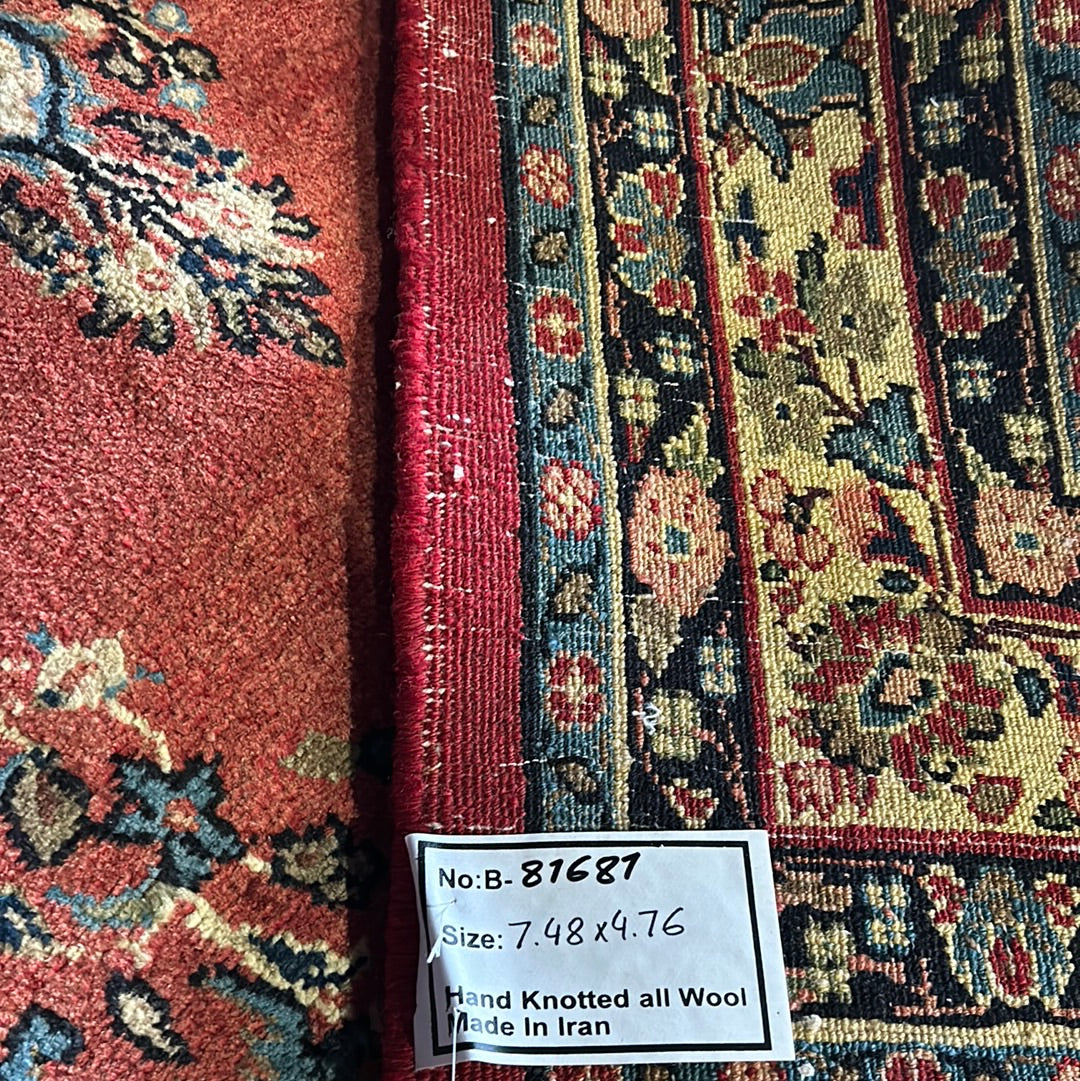 No:B- 81681
Size: 7.48 x 4.76
Hand Knotted all Wool
Made In Iran